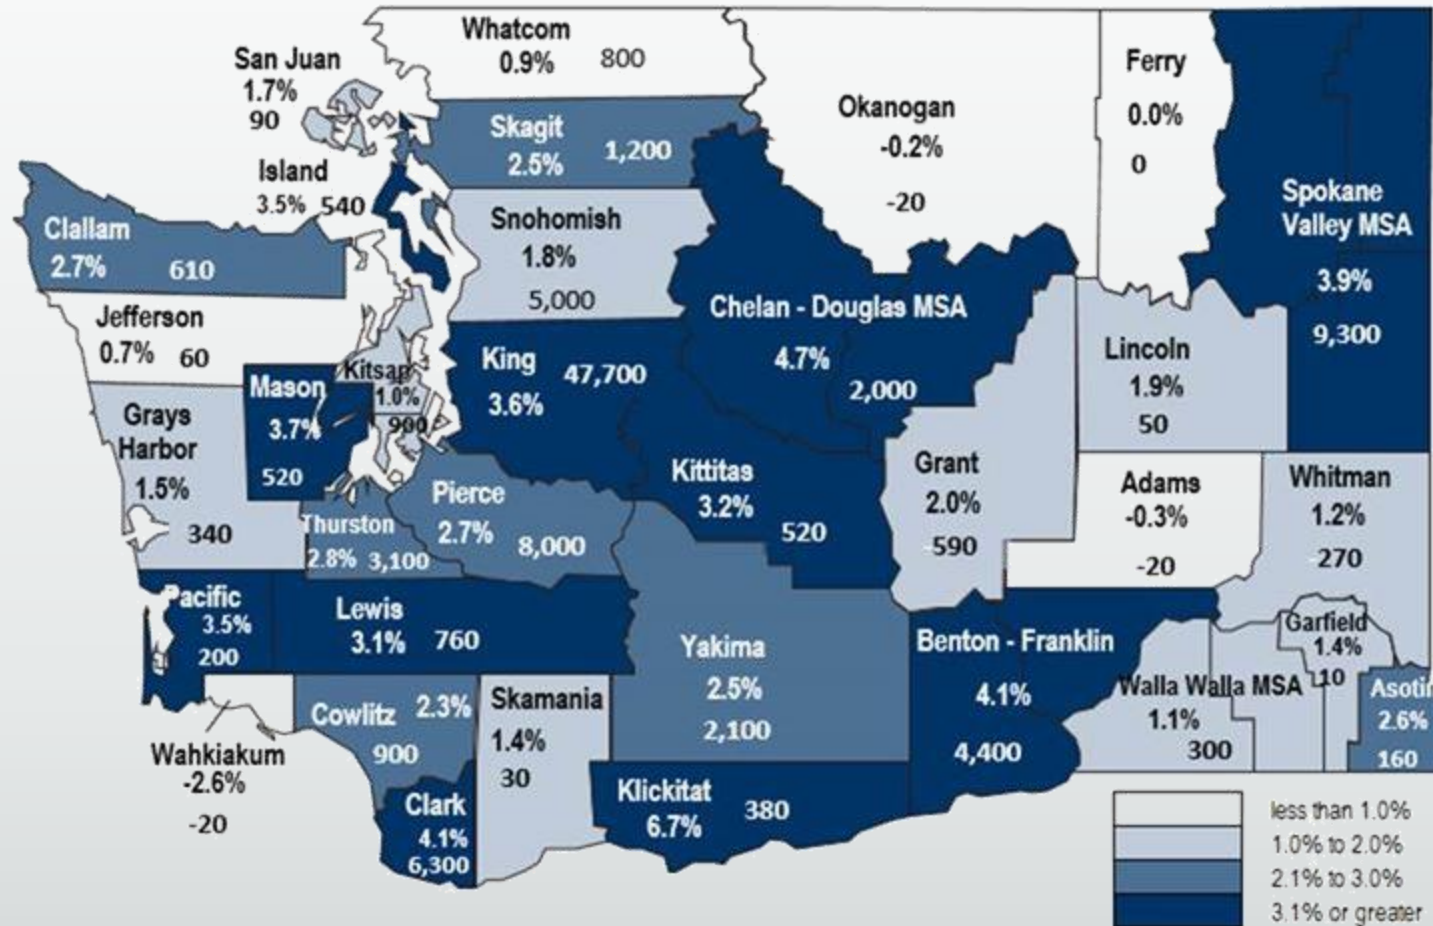 Whatcom
0.9% 800
San Juan
1.7%
90
Skagit
2.5% 1,200
Island
3.5% 540
Okanogan
-0.2%
-20
Ferry
0.0%
0
Spokane
Valley MSA
3.9%
9,300
Clallam
2.7% 610
Snohomish
1.8%
5,000
Jefferson
0.7% 60
Chelan - Douglas MSA
4.7%
2,000
Lincoln
1.9%
50
King 47,700
3.6%
Kitsap
1.0%
900
Mason
3.7%
520
Grays
Harbor
1.5%
340
Kittitas
3.2%
520
Grant
2.0%
-590
Adams
-0.3%
-20
Whitman
1.2%
-270
Pierce
2.7% 8,000
Thurston
2.8% 3,100
Pacific
3.5%
200
Lewis
3.1% 760
Yakima
2.5%
2,100
Benton - Franklin
4.1%
4,400
Garfield
1.4%
10
Walla Walla MSA
1.1%
300
Asotin
2.6%
160
Cowlitz 2.3%
900
Skamania
1.4%
30
Wahkiakum
-2.6%
-20
Clark
4.1%
6,300
Klickitat 380
6.7%
less than 1.0%
1.0% to 2.0%
2.1% to 3.0%
3.1% or greater